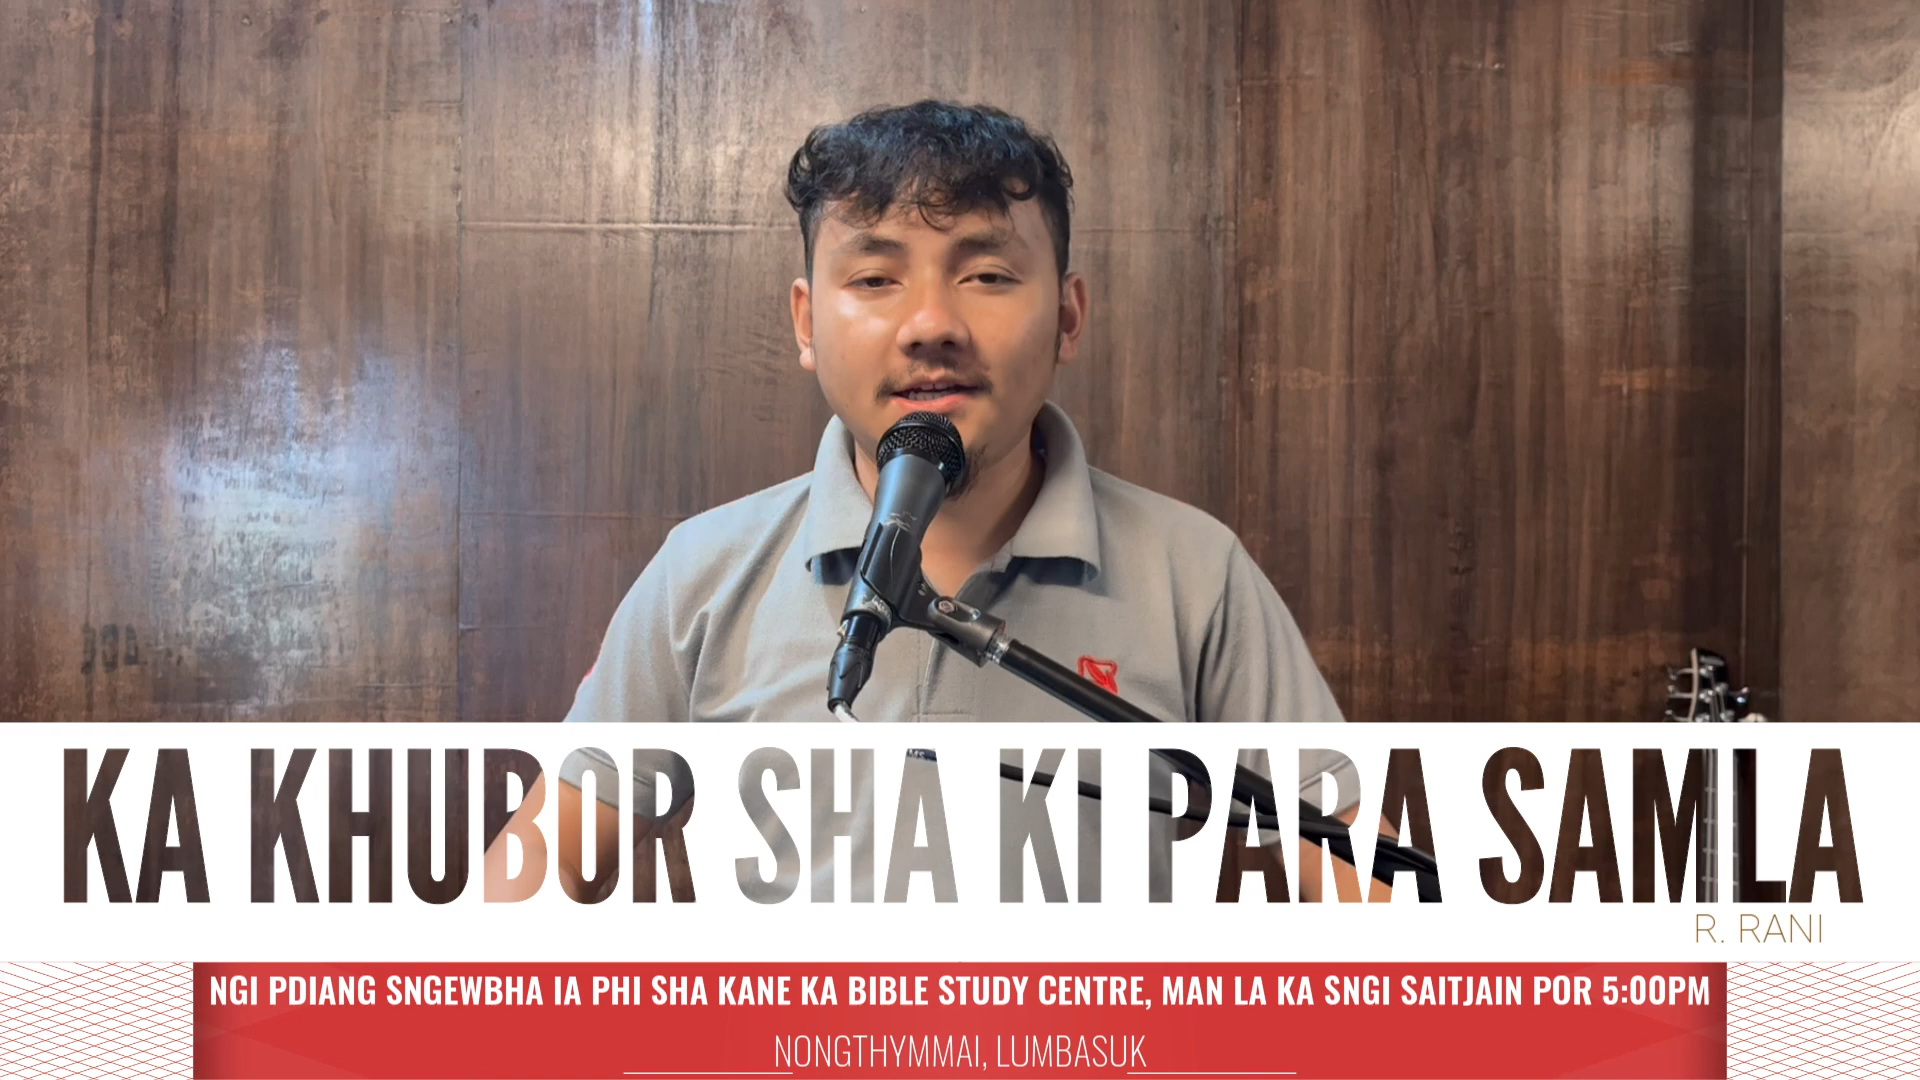 KA KHUBOR SHA KI PARA SAMLA
R. RANI
NGI PDIANG SNGEWBHA IA PHI SHA KANE KA BIBLE STUDY CENTRE, MAN LA KA SNGI SAITJAIN POR 5:00PM
NONGTHYMMAI, LUMBASUK